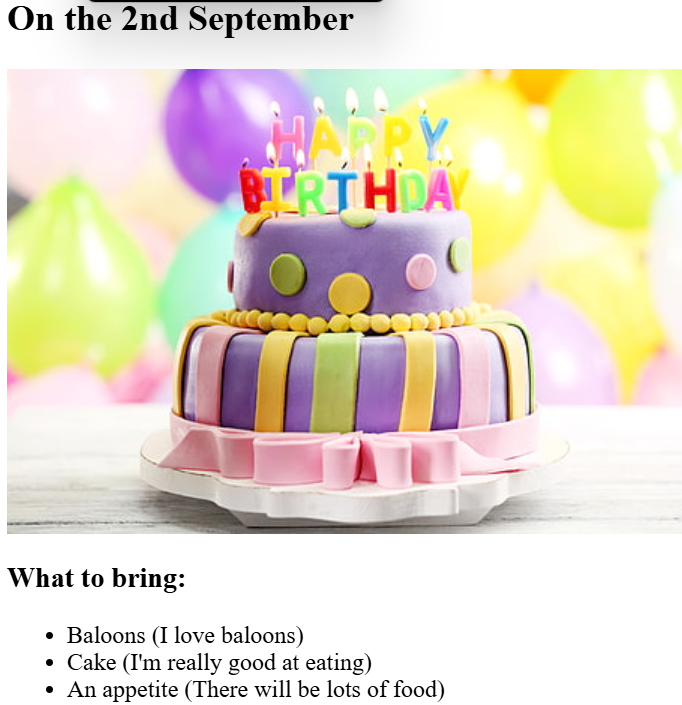 On the 2nd September
HAPPY
BIRTHDAY
What to bring:
Baloons (I love baloons)
Cake (I'm really good at eating)
An appetite (There will be lots of food)